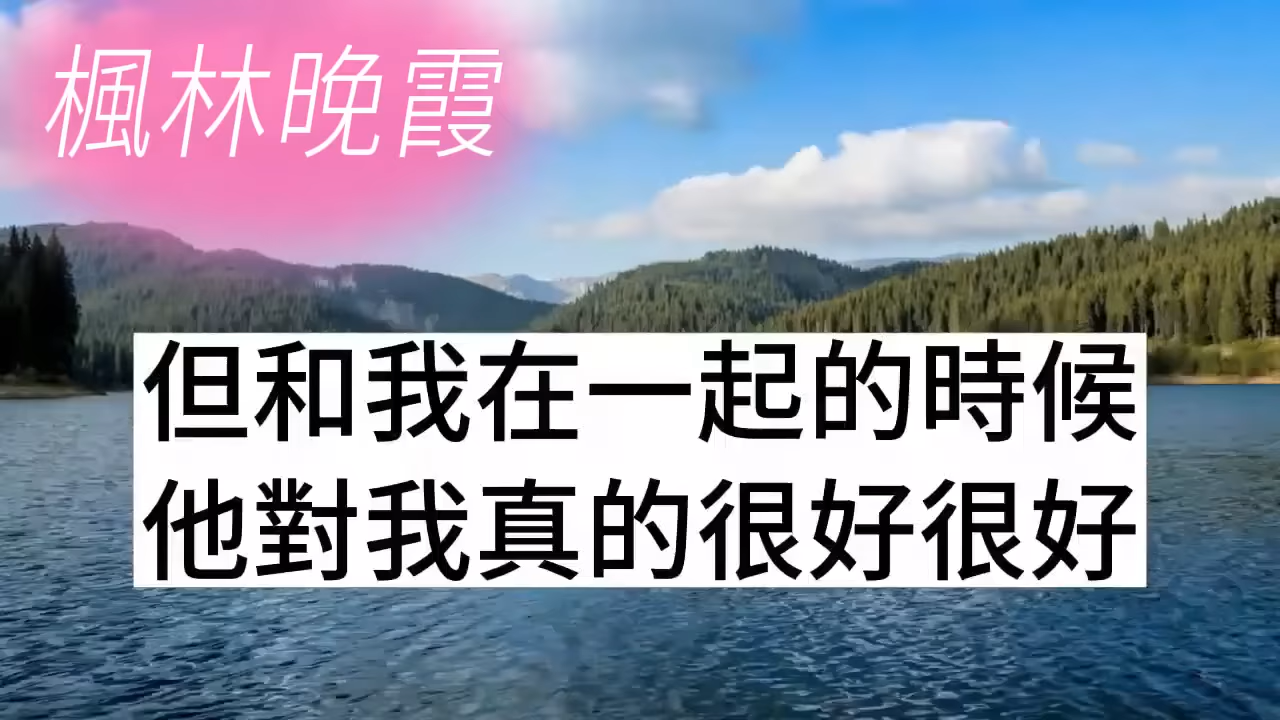 楓林晚霞
但和我在一起的時候
他對我真的很好很好